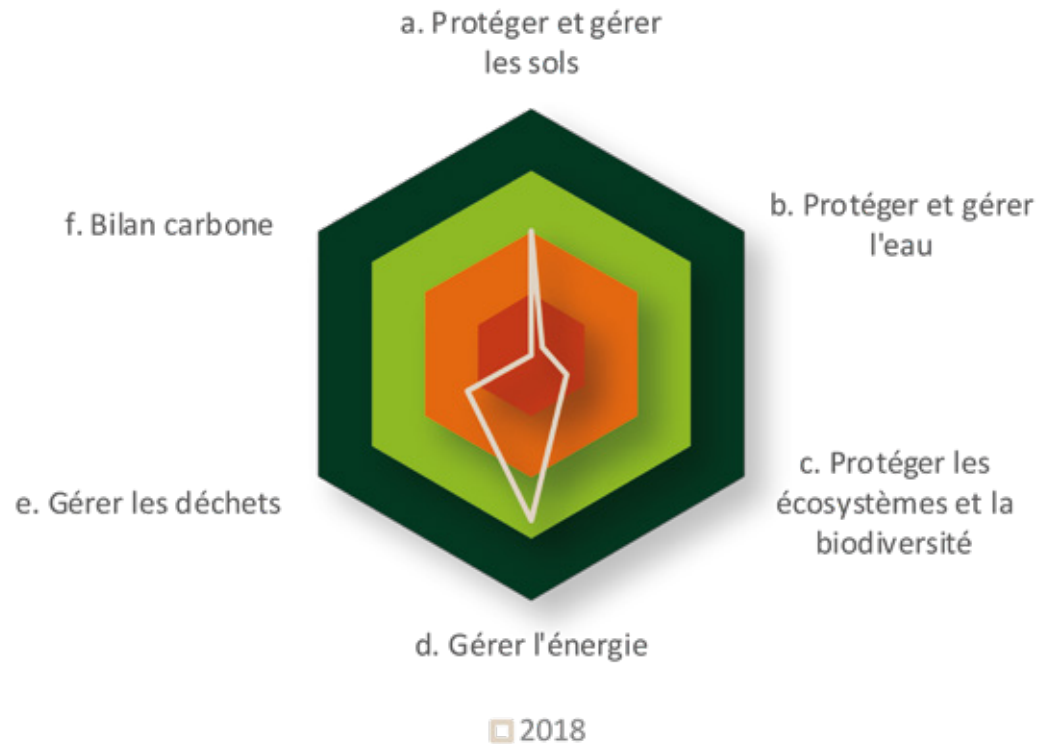 a. Protéger et gérer
les sols
b. Protéger et gérer
l'eau
c. Protéger les
écosystèmes et la
biodiversité
d. Gérer l'énergie
e. Gérer les déchets
f. Bilan carbone
2018